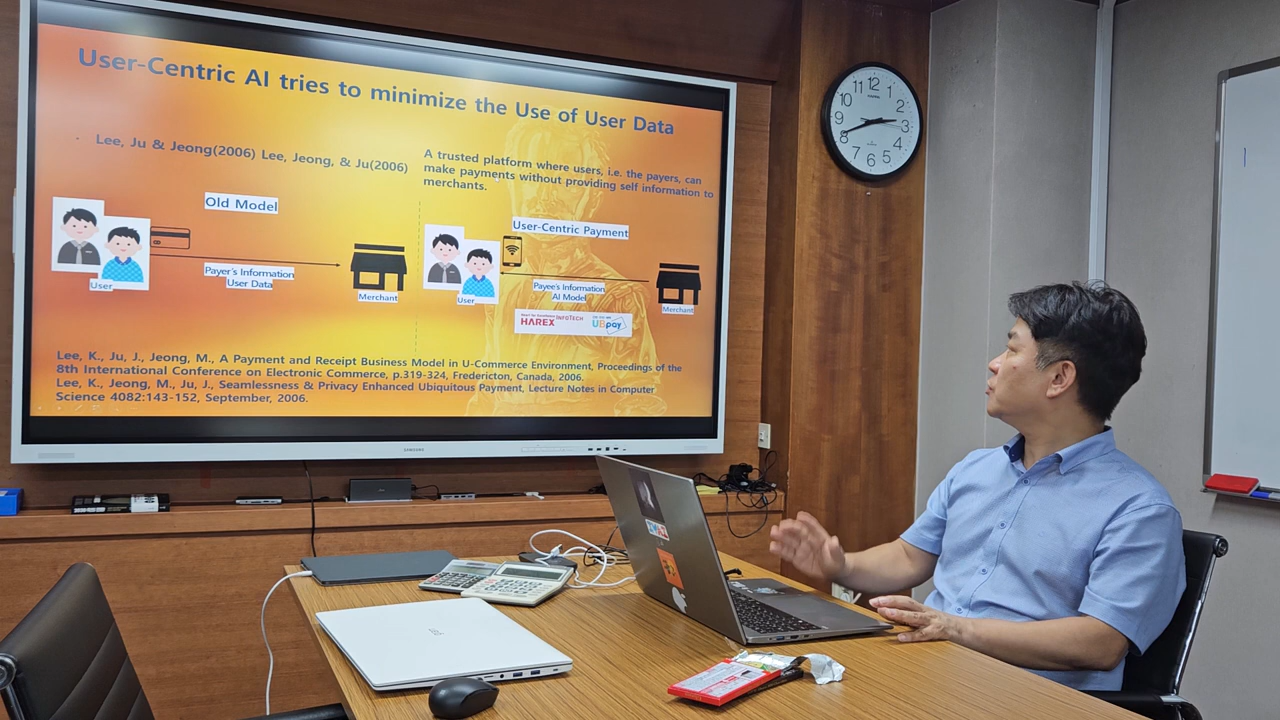 User-Centric AI tries to minimize the Use of User Data
Lee, Ju & Jeong(2006) Lee, Jeong, & Ju(2006)
A trusted platform where users, i.e. the payers, can
make payments without providing self information to
merchants.
Old Model
User-Centric Payment
Payer's Information
User Data
User
Merchant
Payee's Information
AI Model
User
Merchant
HAREX INFOTECH
UBpay
Lee, K., Ju, J., Jeong, M., A Payment and Receipt Business Model in U-Commerce Environment, Proceedings of the
8th International Conference on Electronic Commerce, p.319-324, Fredericton, Canada, 2006.
Lee, K., Jeong, M., Ju, J., Seamlessness & Privacy Enhanced Ubiquitous Payment, Lecture Notes in Computer
Science 4082:143-152, September, 2006.
SAMSUNG
12
1
2
3
4
5
6
7
8
9
10
11